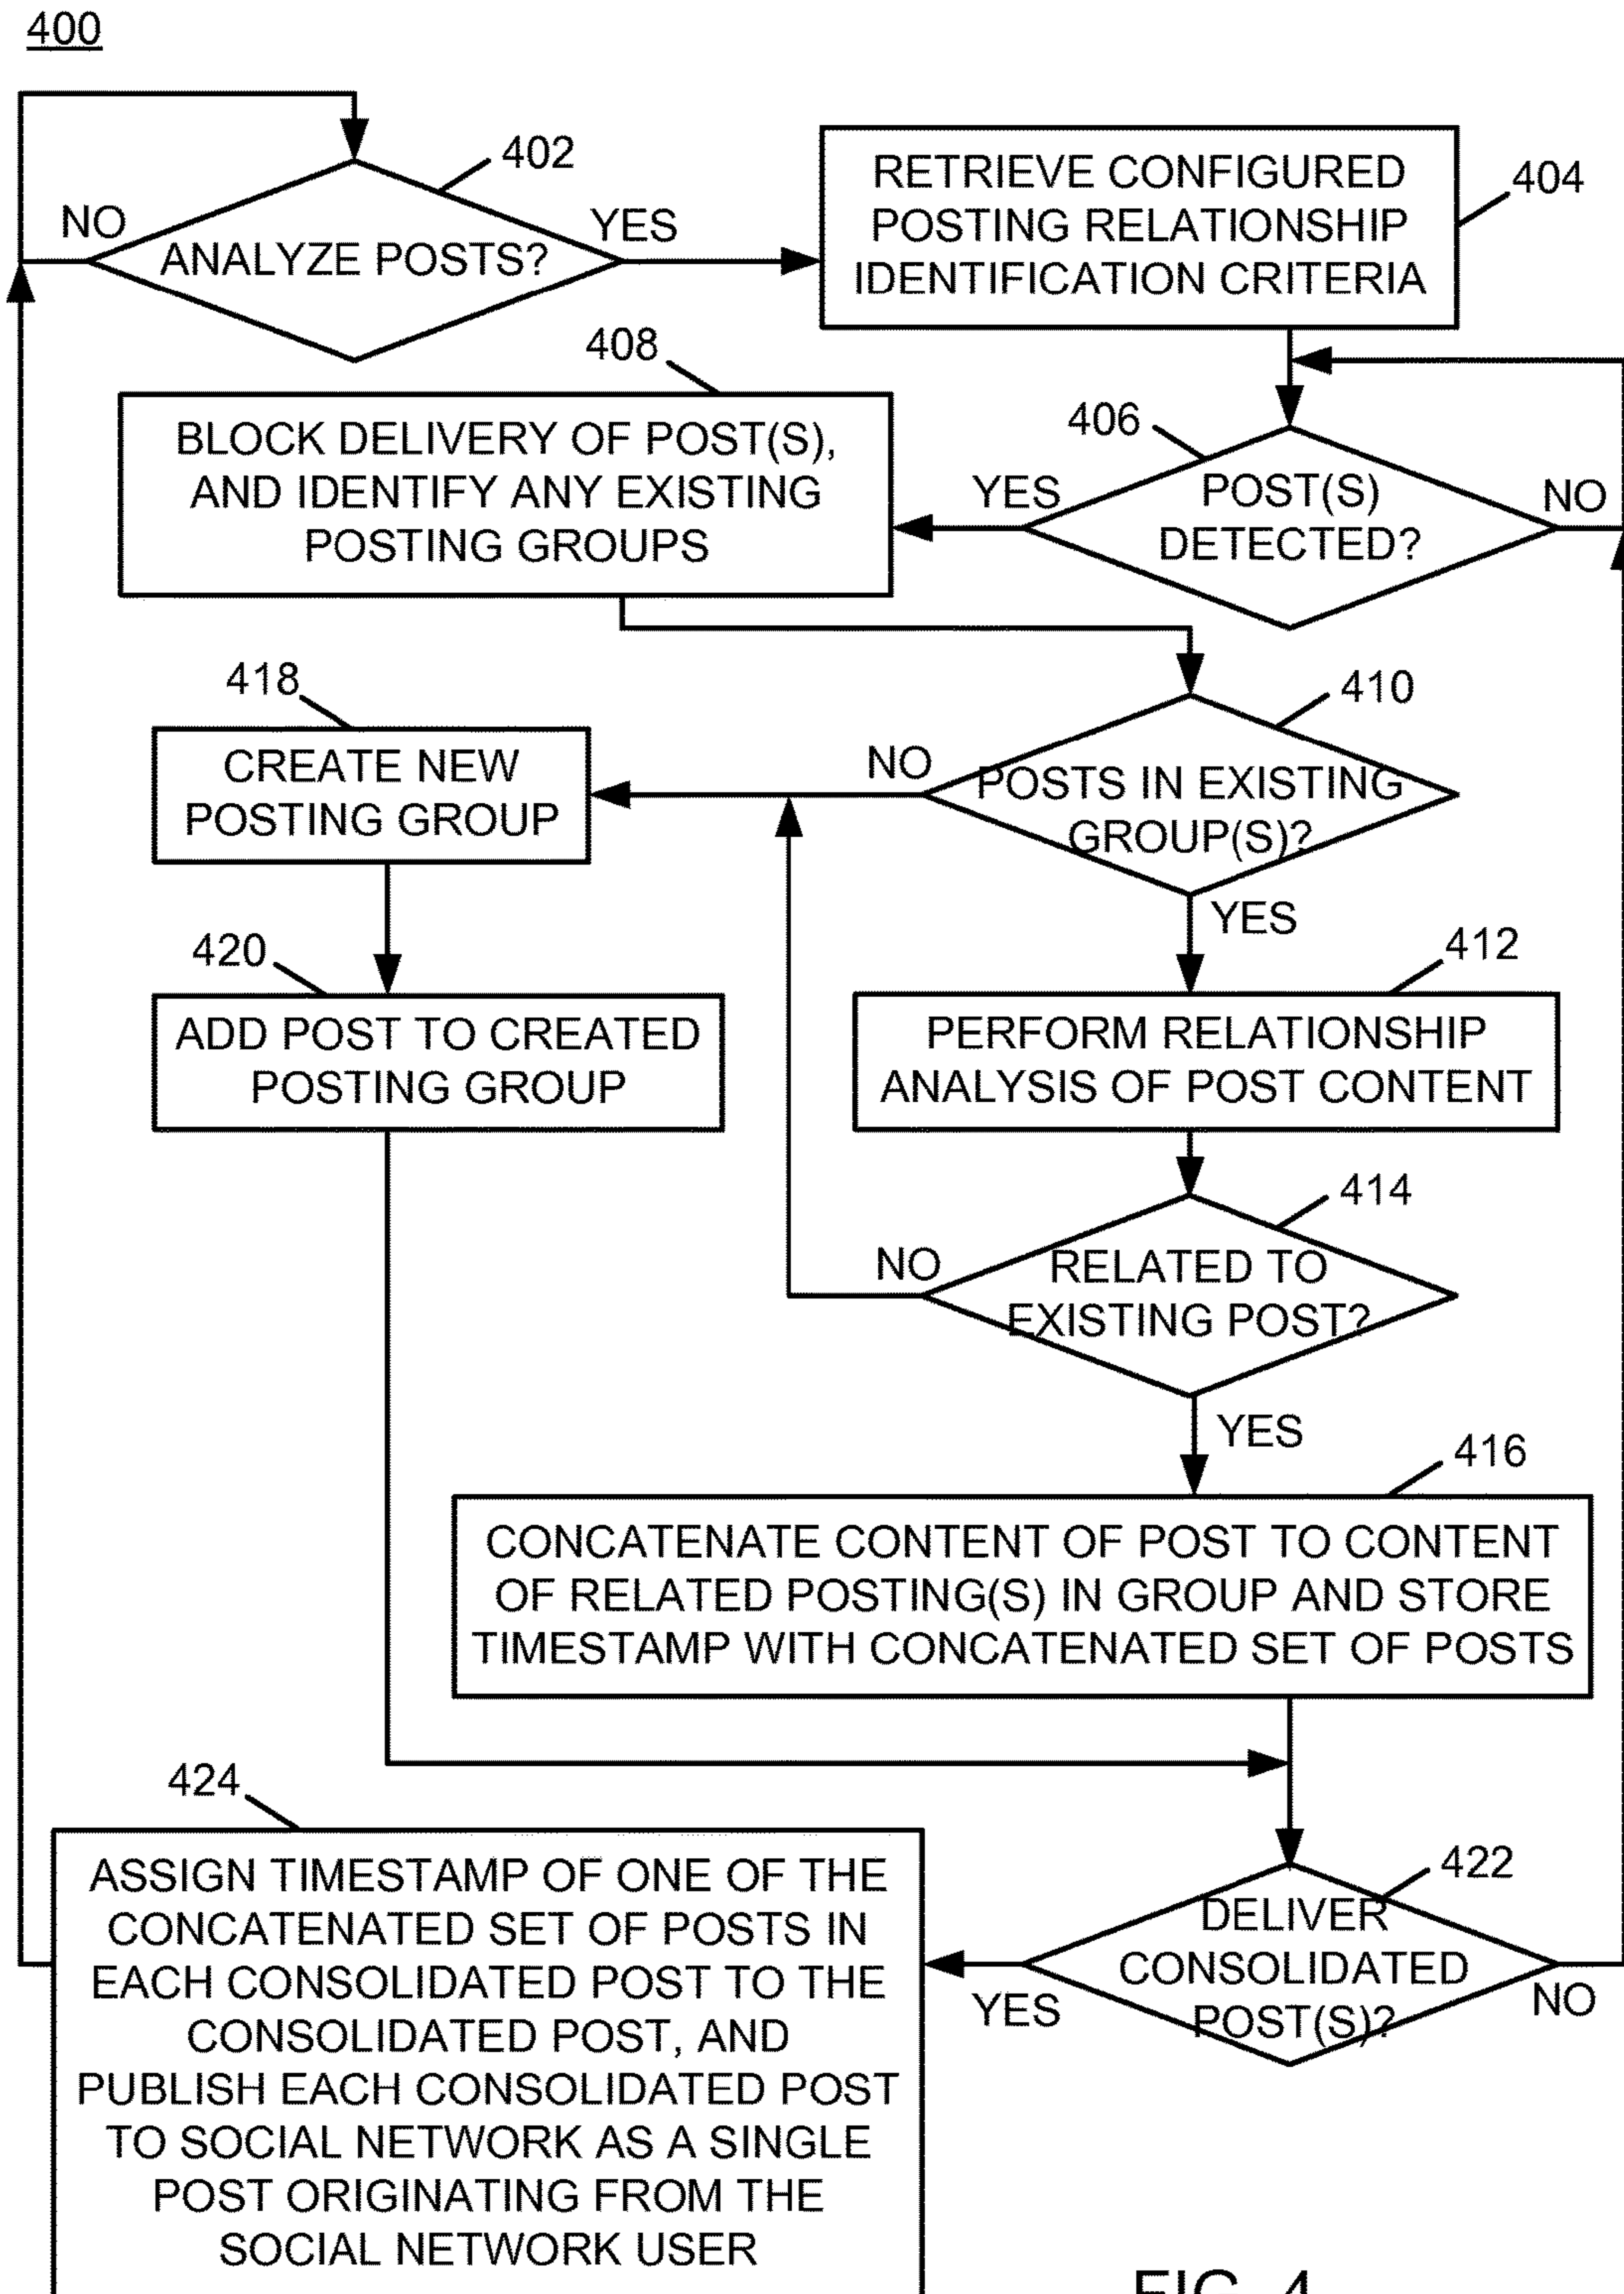 400
402
NO
YES
ANALYZE POSTS?
RETRIEVE CONFIGURED
POSTING RELATIONSHIP
IDENTIFICATION CRITERIA
404
408
BLOCK DELIVERY OF POST(S),
AND IDENTIFY ANY EXISTING
POSTING GROUPS
406
YES
POST(S)
DETECTED?
NO
418
CREATE NEW
POSTING GROUP
410
NO
POSTS IN EXISTING
GROUP(S)?
YES
420
ADD POST TO CREATED
POSTING GROUP
412
PERFORM RELATIONSHIP
ANALYSIS OF POST CONTENT
414
NO
RELATED TO
EXISTING POST?
YES
416
CONCATENATE CONTENT OF POST TO CONTENT
OF RELATED POSTING(S) IN GROUP AND STORE
TIMESTAMP WITH CONCATENATED SET OF POSTS
422
DELIVER
CONSOLIDATED
POST(S)?
YES
NO
424
ASSIGN TIMESTAMP OF ONE OF THE
CONCATENATED SET OF POSTS IN
EACH CONSOLIDATED POST TO THE
CONSOLIDATED POST, AND
PUBLISH EACH CONSOLIDATED POST
TO SOCIAL NETWORK AS A SINGLE
POST ORIGINATING FROM THE
SOCIAL NETWORK USER
FIG. 4